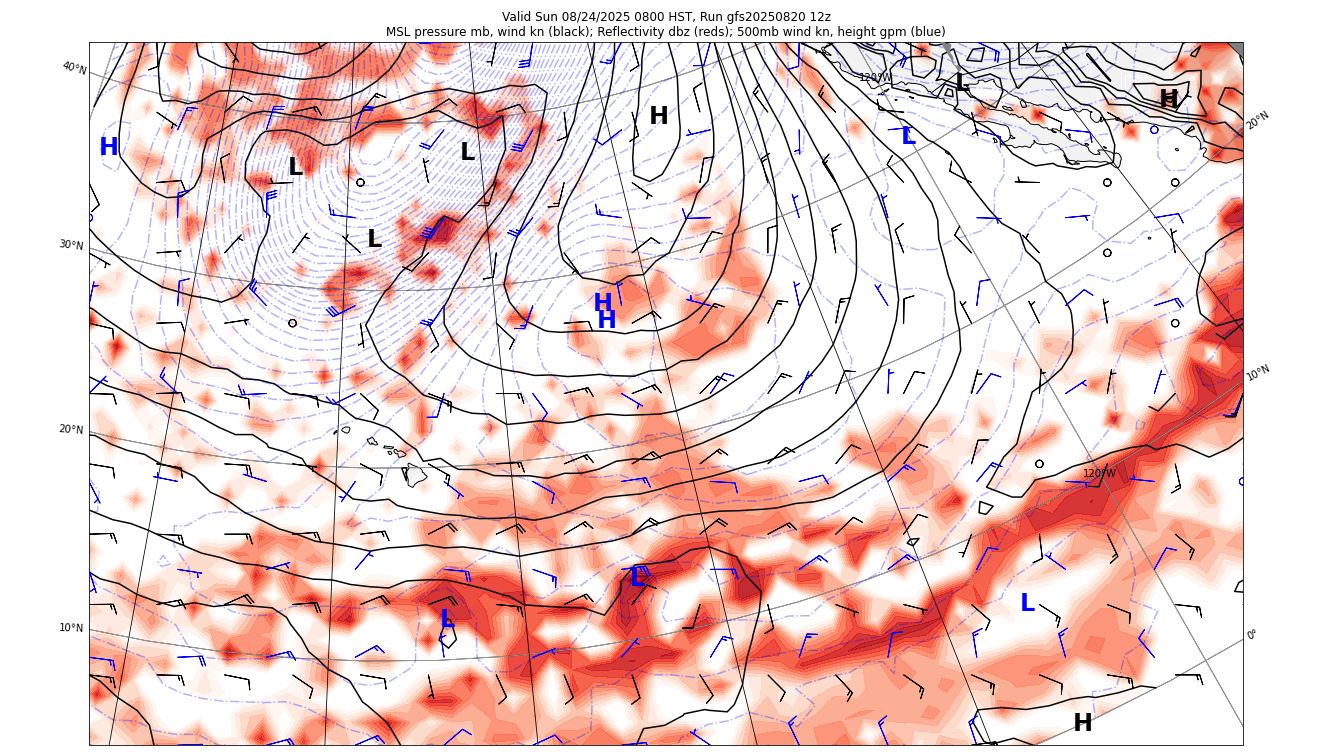 Valid Sun 08/24/2025 0800 HST, Run gfs20250820 12z
MSL pressure mb, wind kn (black); Reflectivity dbz (reds); 500mb wind kn, height gpm (blue)
40°N
120°W
L
H
H
20°N
L
H
L
L
L
30°N
H
H
10°N
20°N
120°W
L
L
L
10°N
0°
H